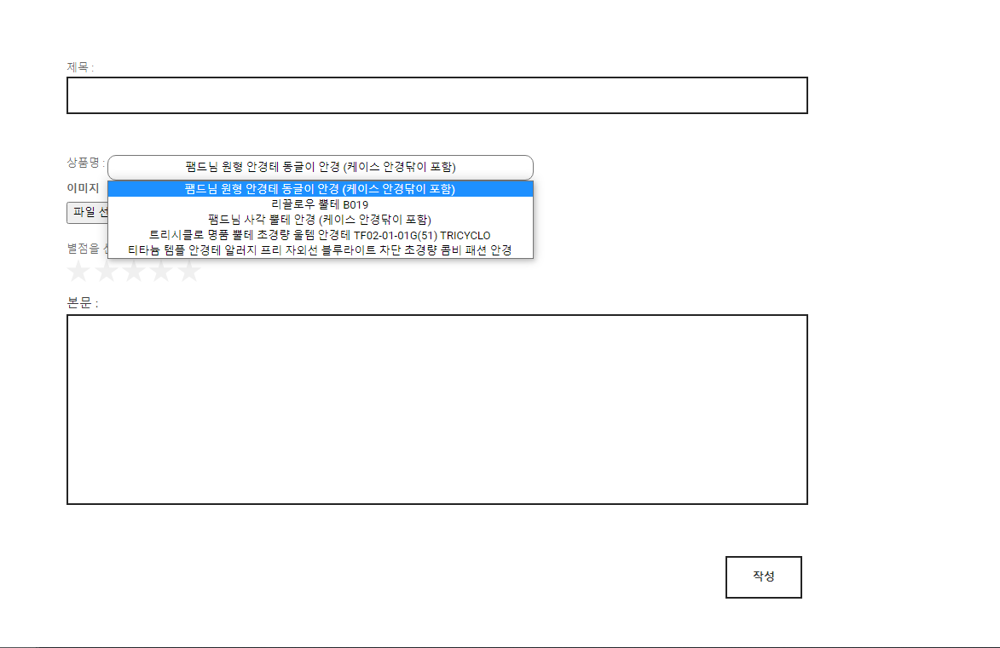 제목 :
상품명 :
팸드님 원형 안경테 동글이 안경 (케이스 안경닦이 포함)
이미지
팸드님 원형 안경테 동글이 안경 (케이스 안경닦이 포함)
리끌로우 뿔테 B019
파일 선
팸드님 사각 뿔테 안경 (케이스 안경닦이 포함)
트리시클로 명품 뿔테 초경량 울템 안경테 TF02-01-01G(51) TRICYCLO
별점을
티타늄 템플 안경테 알러지 프리 자외선 블루라이트 차단 초경량 콤비 패션 안경
본문 :
작성